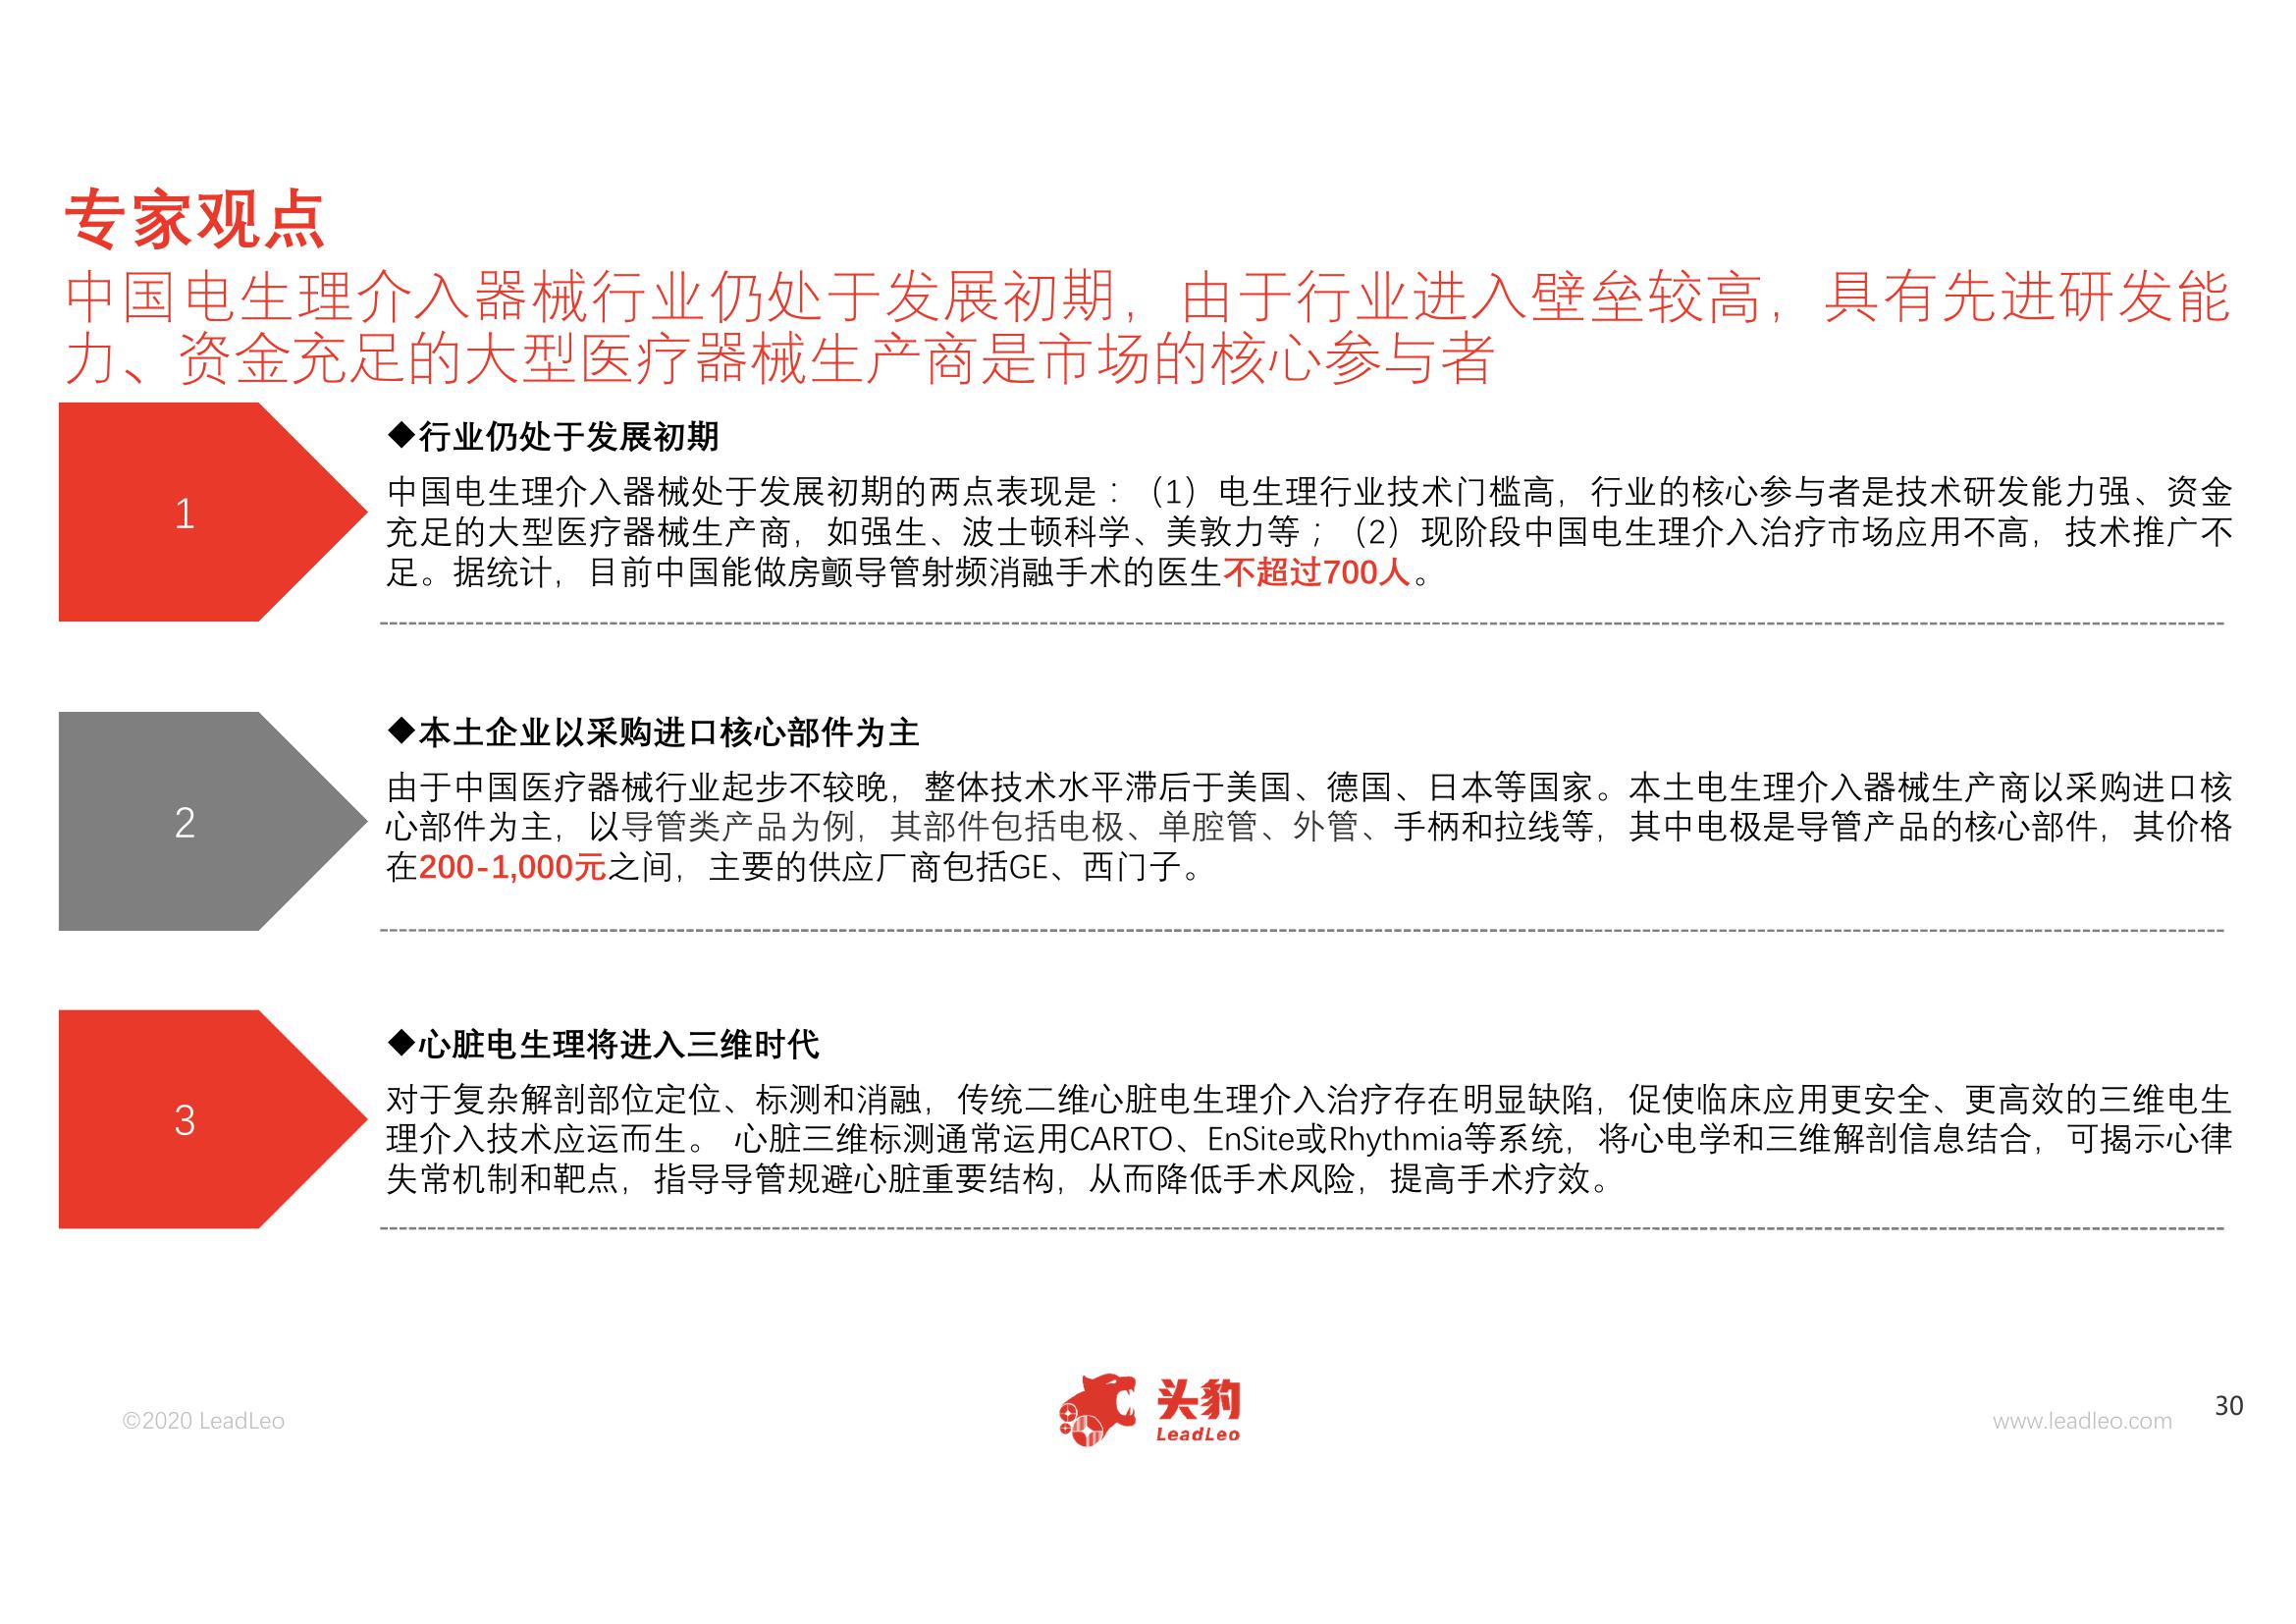 专家观点
中国电生理介入器械行业仍处于发展初期，由于行业进入壁垒较高，具有先进研发能
力、资金充足的大型医疗器械生产商是市场的核心参与者
1
◆行业仍处于发展初期
中国电生理介入器械处于发展初期的两点表现是：（1）电生理行业技术门槛高，行业的核心参与者是技术研发能力强、资金
充足的大型医疗器械生产商，如强生、波士顿科学、美敦力等；（2）现阶段中国电生理介入治疗市场应用不高，技术推广不
足。据统计，目前中国能做房颤导管射频消融手术的医生不超过700人。
2
◆本土企业以采购进口核心部件为主
由于中国医疗器械行业起步不较晚，整体技术水平滞后于美国、德国、日本等国家。本土电生理介入器械生产商以采购进口核
心部件为主，以导管类产品为例，其部件包括电极、单腔管、外管、手柄和拉线等，其中电极是导管产品的核心部件，其价格
在200-1,000元之间，主要的供应厂商包括GE、西门子。
3
◆心脏电生理将进入三维时代
对于复杂解剖部位定位、标测和消融，传统二维心脏电生理介入治疗存在明显缺陷，促使临床应用更安全、更高效的三维电生
理介入技术应运而生。 心脏三维标测通常运用CARTO、EnSite或Rhythmia等系统，将心电学和三维解剖信息结合，可揭示心律
失常机制和靶点，指导导管规避心脏重要结构，从而降低手术风险，提高手术疗效。
©2020 LeadLeo
头豹
LeadLeo
www.leadleo.com
30